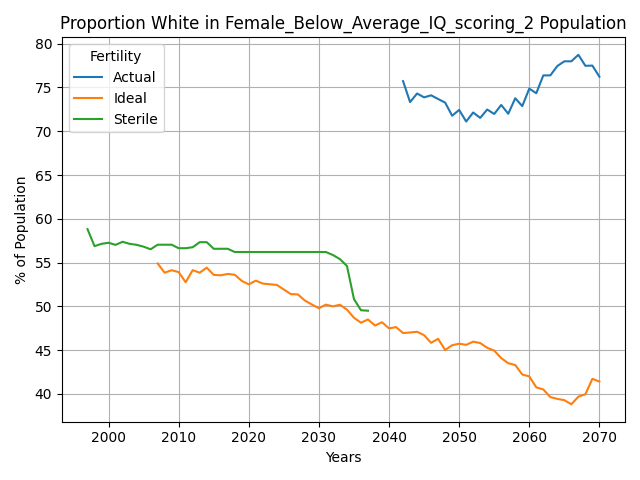 Proportion White in Female_Below_Average_IQ_scoring_2 Population
Fertility
Actual
Ideal
Sterile
% of Population
80
75
70
65
60
55
50
45
40
2000
2010
2020
2030
2040
2050
2060
2070
Years